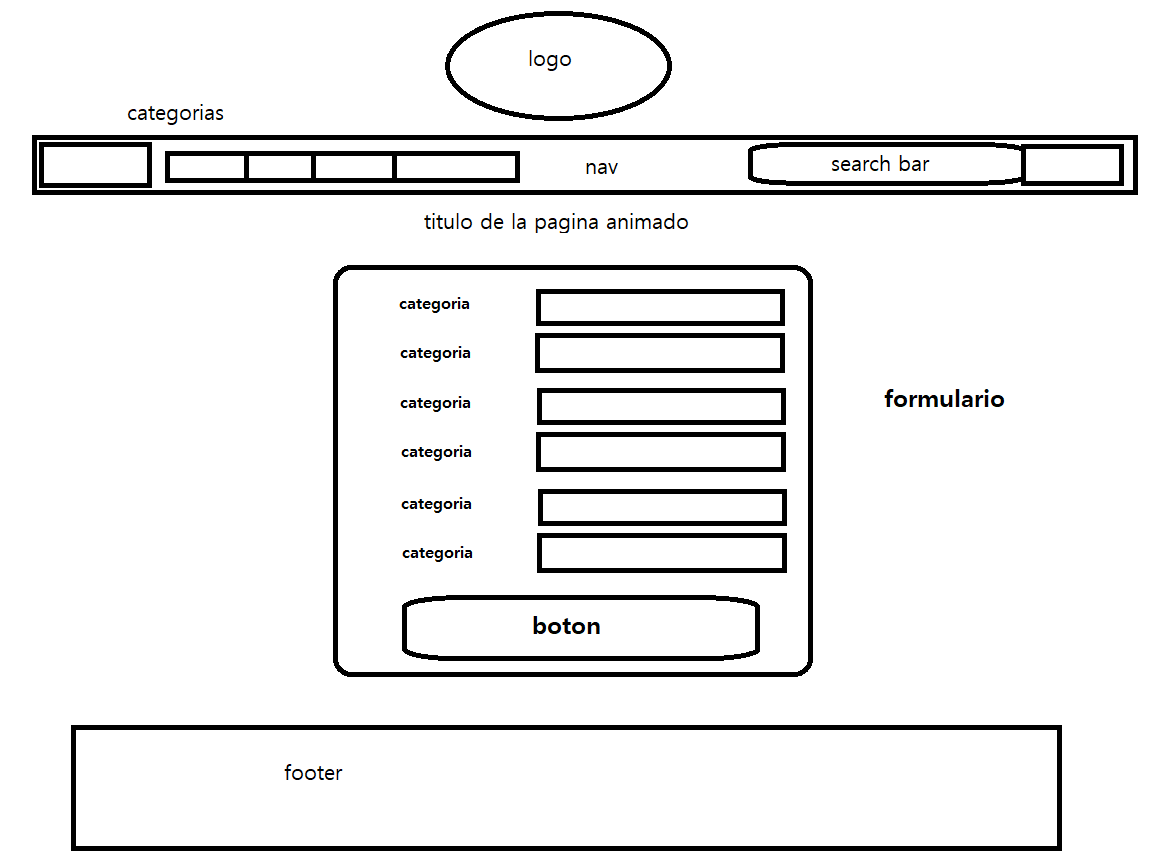 logo
categorias
nav
search bar
titulo de la pagina animado
categoria
categoria
categoria
formulario
categoria
categoria
categoria
boton
footer